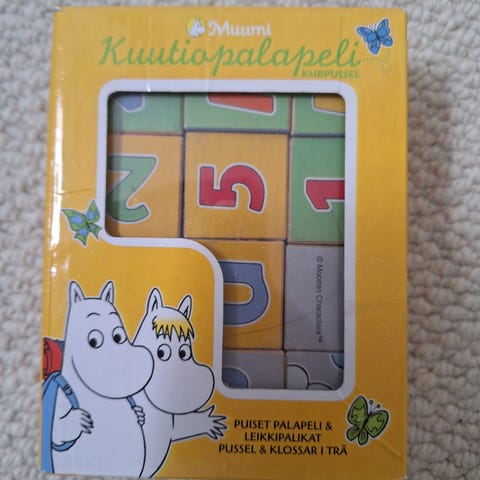 Muumi
Kuutiopalapeli
KUBPUSSEL
2 5 1
© Moomin Characters™
PUISET PALAPELI &
LEIKKIPALIKAT
PUSSEL & KLOSSAR I TRÄ